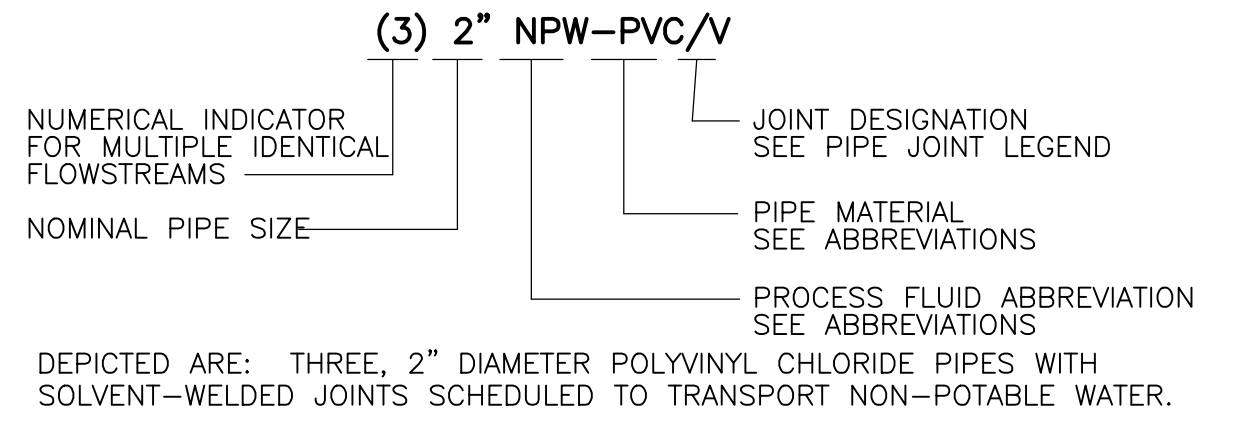 (3) 2” NPW-PVC/V
NUMERICAL INDICATOR
FOR MULTIPLE IDENTICAL
FLOWSTREAMS
NOMINAL PIPE SIZE
JOINT DESIGNATION
SEE PIPE JOINT LEGEND
PIPE MATERIAL
SEE ABBREVIATIONS
PROCESS FLUID ABBREVIATION
SEE ABBREVIATIONS
DEPICTED ARE: THREE, 2” DIAMETER POLYVINYL CHLORIDE PIPES WITH
SOLVENT-WELDED JOINTS SCHEDULED TO TRANSPORT NON-POTABLE WATER.